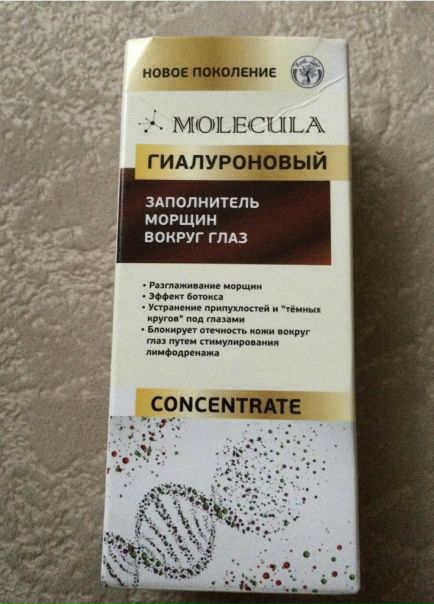 НОВОЕ ПОКОЛЕНИЕ
MOLECULA
ГИАЛУРОНОВЫЙ
ЗАПОЛНИТЕЛЬ
МОРЩИН
ВОКРУГ ГЛАЗ
• Разглаживание морщин
• Эффект ботокса
• Устранение припухлостей и "тёмных
кругов" под глазами
• Блокирует отечность кожи вокруг
глаз путем стимулирования
лимфодренажа
CONCENTRATE